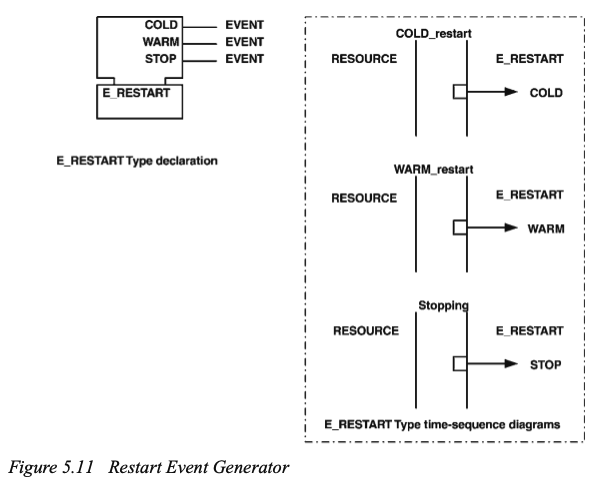 COLD EVENT
WARM EVENT
STOP EVENT
E_RESTART
E_RESTART Type declaration
COLD_restart
RESOURCE E_RESTART
COLD
WARM_restart
RESOURCE E_RESTART
WARM
Stopping
RESOURCE E_RESTART
STOP
E_RESTART Type time-sequence diagrams
Figure 5.11 Restart Event Generator